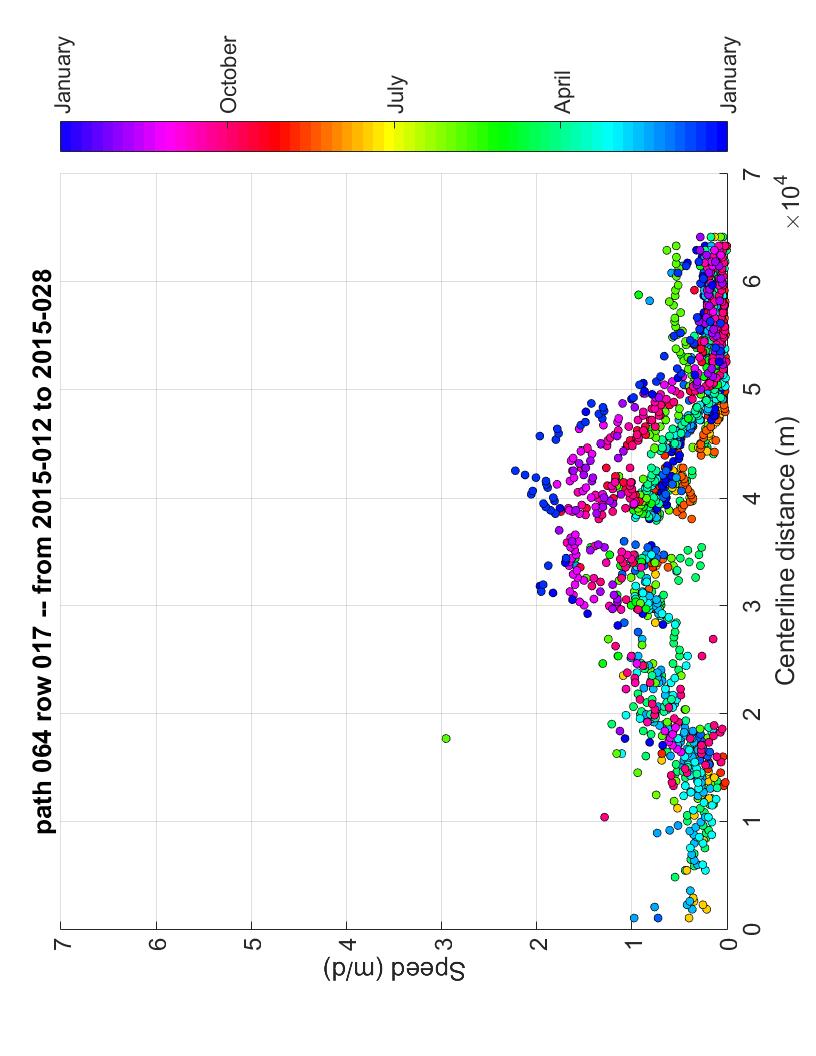 path 064 row 017 -- from 2015-012 to 2015-028
Speed (m/d)
7
6
5
4
3
2
1
0
0
1
2
3
4
5
6
7
×10^4
Centerline distance (m)
January
October
July
April
January